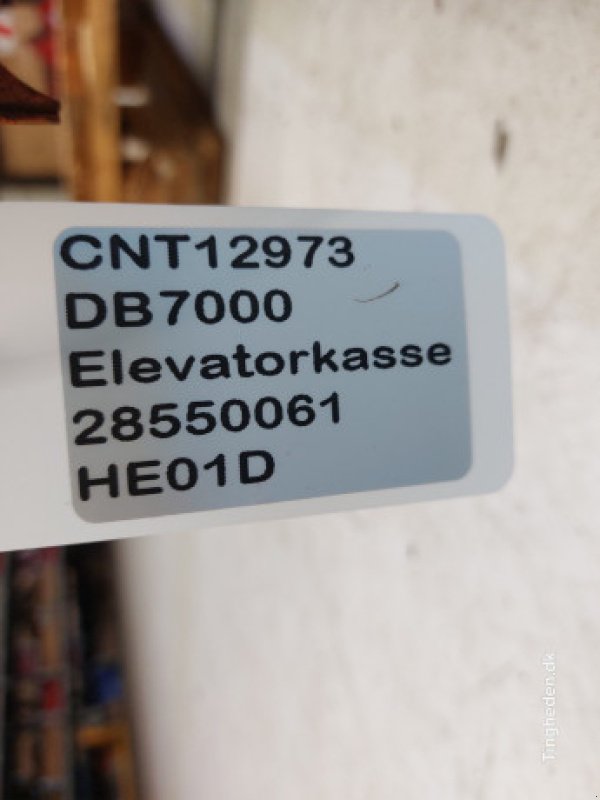 CNT12973
DB7000
Elevatorkasse
28550061
HE01D
Tingheden.dk